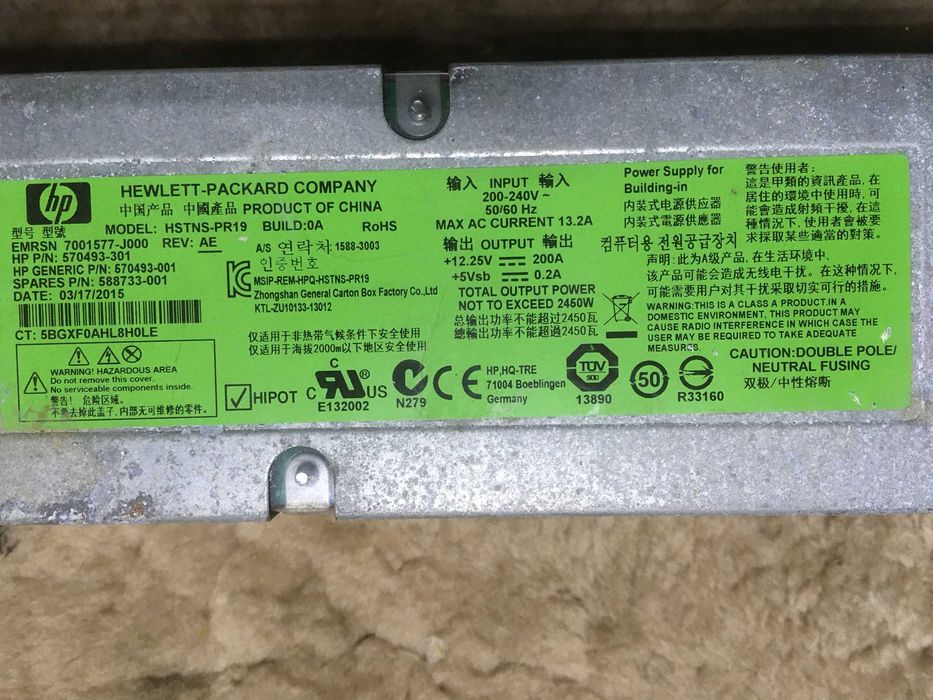 hp
HEWLETT-PACKARD COMPANY
中国产品 中國產品 PRODUCT OF CHINA
型号 型號 MODEL: HSTNS-PR19 BUILD:0A RoHS
EMRSN 7001577-J000 REV: AE
HP P/N: 570493-301
HP GENERIC P/N: 570493-001
SPARES P/N: 588733-001
DATE: 03/17/2015
CT: 5BGXF0AHL8H0LE
A/S 연락처:1588-3003
인증번호
MSIP-REM-HPQ-HSTNS-PR19
Zhongshan General Carton Box Factory Co.,Ltd
KTL-ZU10133-13012
仅适用于非热带气候条件下安全使用
仅适用于海拔2000m以下地区安全使用
WARNING! HAZARDOUS AREA
Do not remove this cover.
No serviceable components inside.
警告! 危险区域。
不要去掉此盖子,内部无可维修的零件。
HIPOT
C UR US
E132002
N279
CE
HP,HQ-TRE
71004 Boeblingen
Germany
输入 INPUT 輸入
200-240V ~
50/60 Hz
MAX AC CURRENT 13.2A
输出 OUTPUT 輸出
+12.25V 200A
+5Vsb 0.2A
TOTAL OUTPUT POWER
NOT TO EXCEED 2450W
总输出功率不能超过2450瓦
總輸出功率不能超過2450瓦
TUV
13890
50
R33160
Power Supply for
Building-in
内装式电源供应器
內裝式電源供應器
컴퓨터용 전원공급장치
警告使用者:
這是甲類的資訊產品,在
居住的環境中使用時,可
能會造成射頻干擾,在這
種情況下,使用者會被要
求採取某些適當的對策。
声明: 此为A级产品,在生活环境中,
该产品可能会造成无线电干扰。在这种情况下,
可能需要用户对其干扰采取切实可行的措施。
WARNING:THIS IS A CLASS A PRODUCT.IN A
DOMESTIC ENVIRONMENT, THIS PRODUCT MAY
CAUSE RADIO INTERFERENCE IN WHICH CASE
THE USER MAY BE REQUIRED TO TAKE ADEQUATE
MEASURES.
CAUTION:DOUBLE POLE/
NEUTRAL FUSING
双极/中性熔断